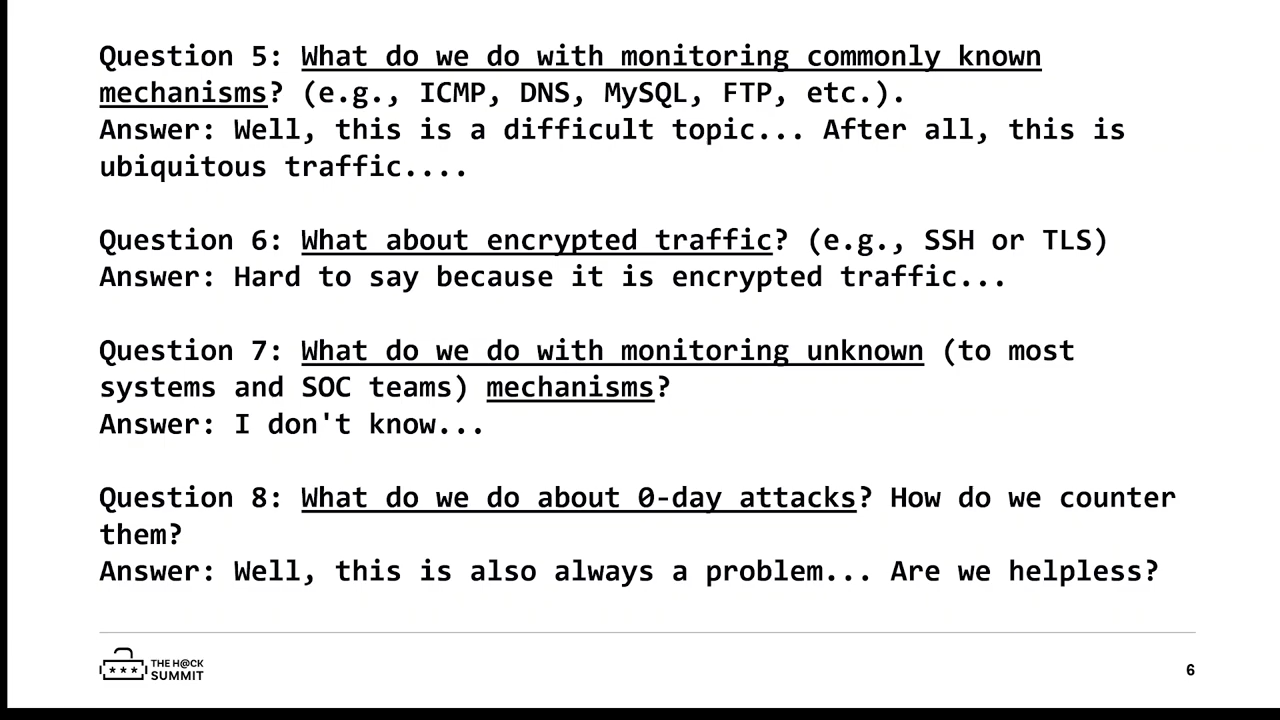 Question 5: What do we do with monitoring commonly known
mechanisms? (e.g., ICMP, DNS, MySQL, FTP, etc.).
Answer: Well, this is a difficult topic... After all, this is
ubiquitous traffic....
Question 6: What about encrypted traffic? (e.g., SSH or TLS)
Answer: Hard to say because it is encrypted traffic...
Question 7: What do we do with monitoring unknown (to most
systems and SOC teams) mechanisms?
Answer: I don't know...
Question 8: What do we do about 0-day attacks? How do we counter
them?
Answer: Well, this is also always a problem... Are we helpless?
THE H@CK
SUMMIT
6